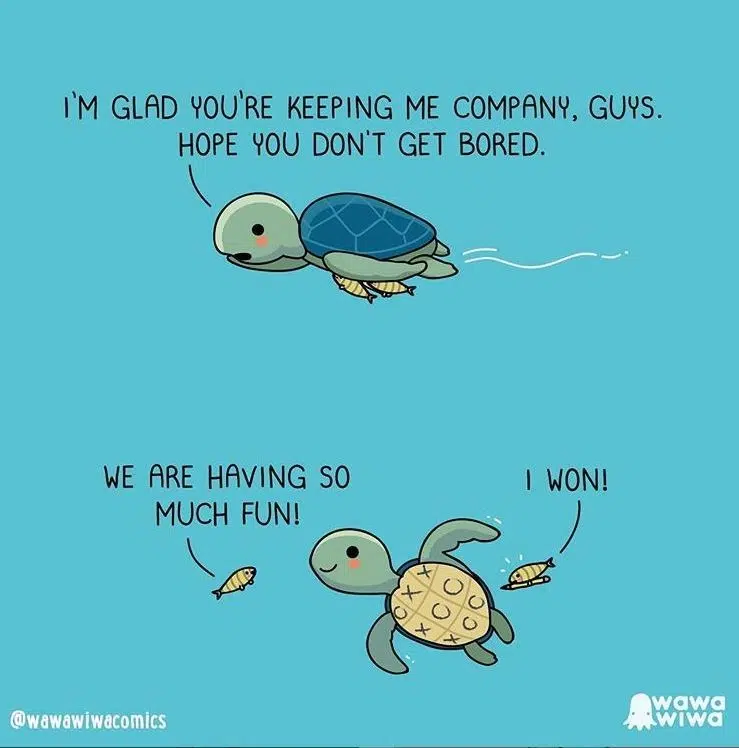 I'M GLAD YOU'RE KEEPING ME COMPANY, GUYS.
HOPE YOU DON'T GET BORED.
WE ARE HAVING SO
MUCH FUN!
I WON!
X
X O
O O O
X X O
@wawawiwacomics
wawa
wiwa